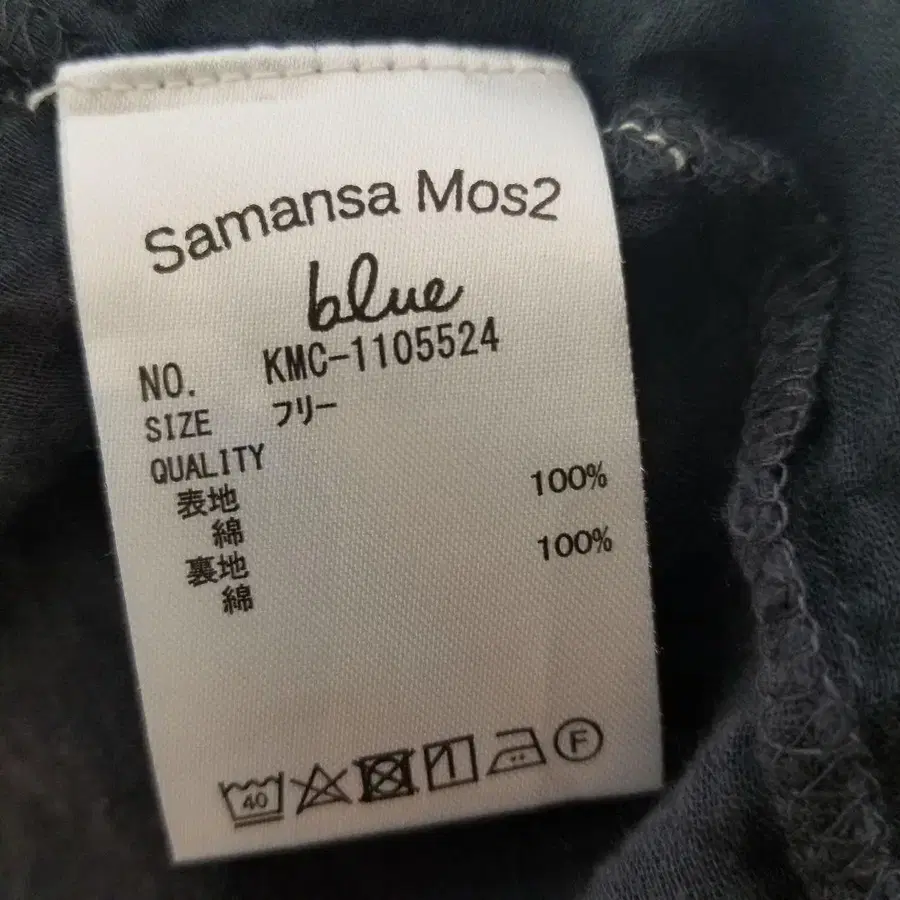 Samansa Mos2
blue
NO. KMC-1105524
SIZE フリー
QUALITY
表地
綿 100%
裏地
綿 100%
40 F